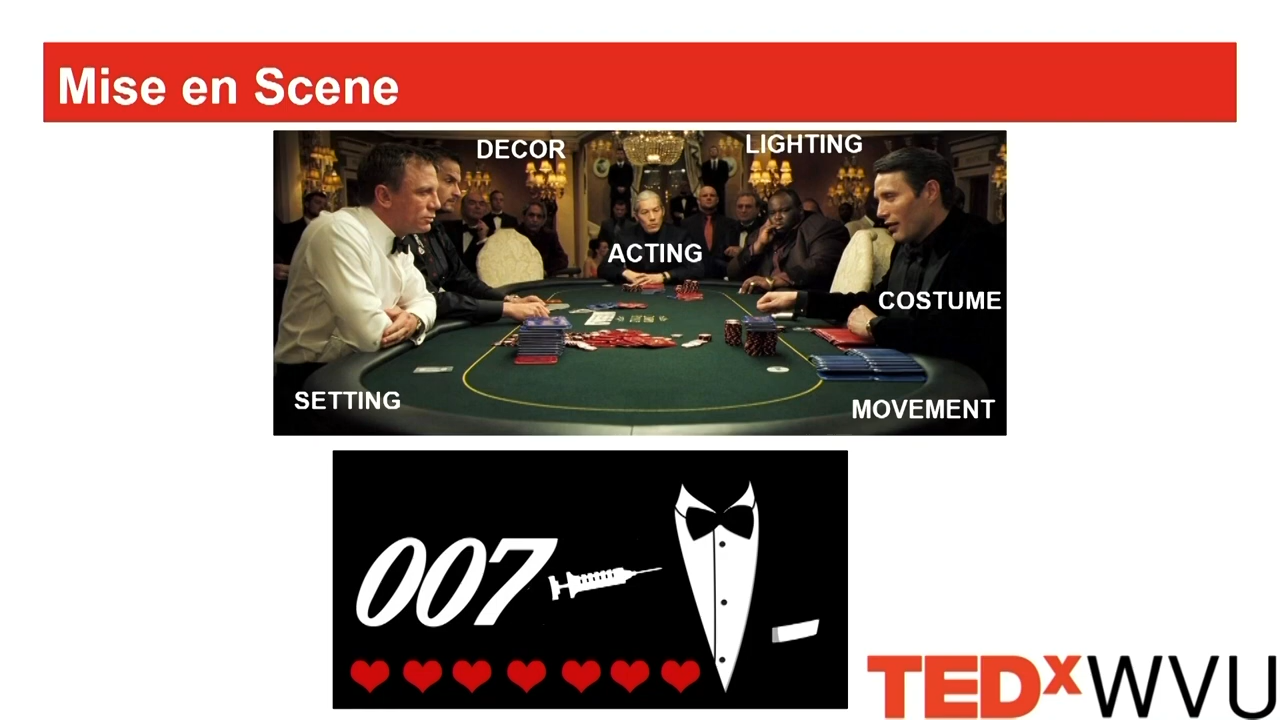 Mise en Scene
DECOR
LIGHTING
ACTING
COSTUME
SETTING
MOVEMENT
007
TEDxWVU